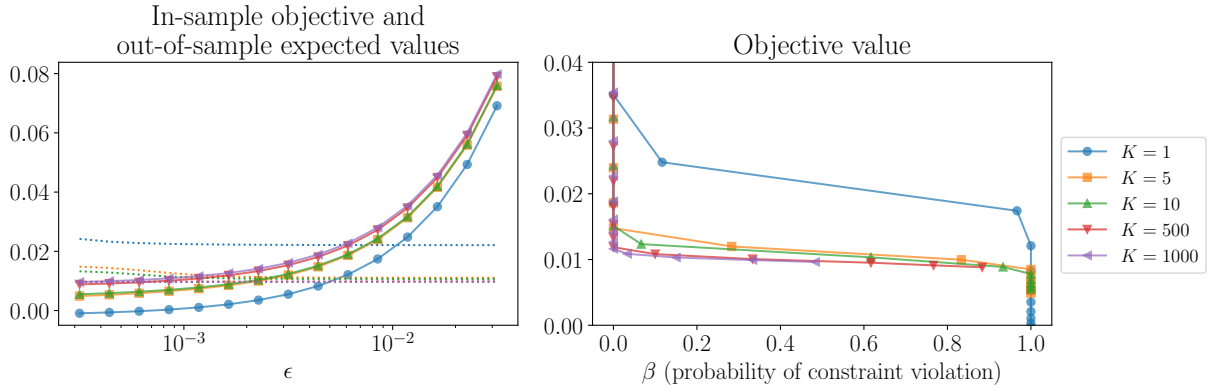 In-sample objective and
out-of-sample expected values
0.08
0.06
0.04
0.02
0.00
10⁻³
10⁻²
ϵ
Objective value
0.04
0.03
0.02
0.01
0.00
0.0
0.2
0.4
0.6
0.8
1.0
β (probability of constraint violation)
K = 1
K = 5
K = 10
K = 500
K = 1000